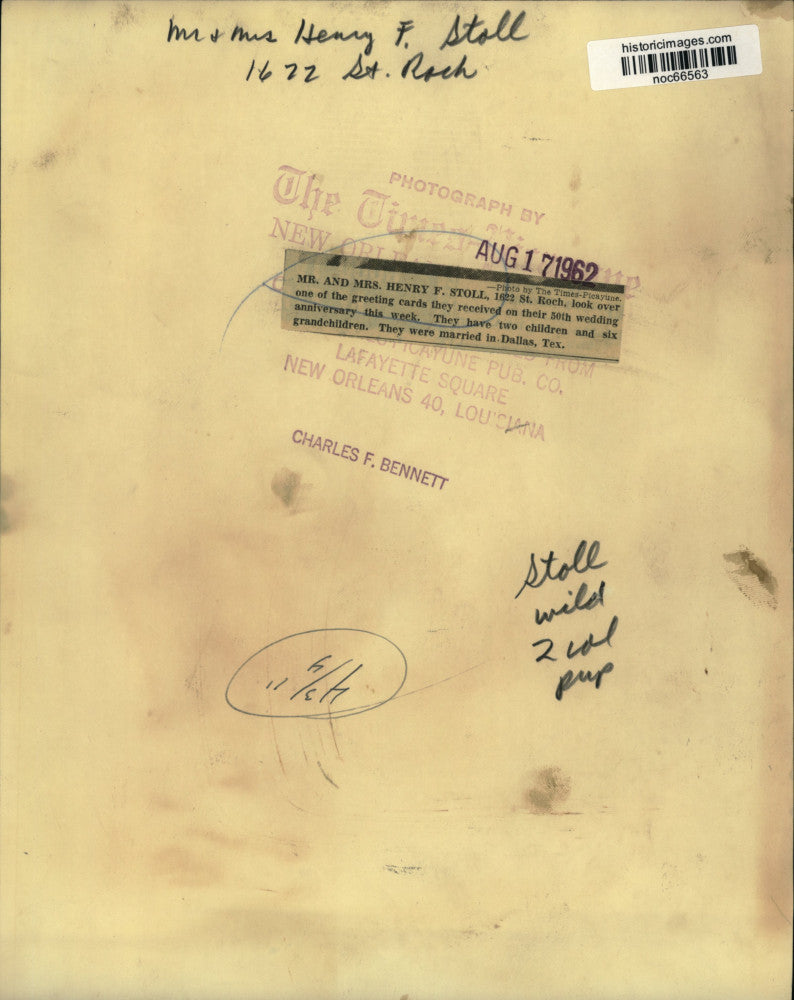 Mr & Mrs Henry F. Stoll
1622 St. Roch
historicimages.com
noc66563
PHOTOGRAPH BY
The Times-Picayune
NEW ORLE
AUG 17 1962
—Photo by The Times-Picayune.
MR. AND MRS. HENRY F. STOLL, 1622 St. Roch, look over
one of the greeting cards they received on their 50th wedding
anniversary this week. They have two children and six
grandchildren. They were married in Dallas, Tex.
PICAYUNE PUB. CO.
LAFAYETTE SQUARE
NEW ORLEANS 40, LOUISIANA
CHARLES F. BENNETT
Stoll
wild
2 col
pup